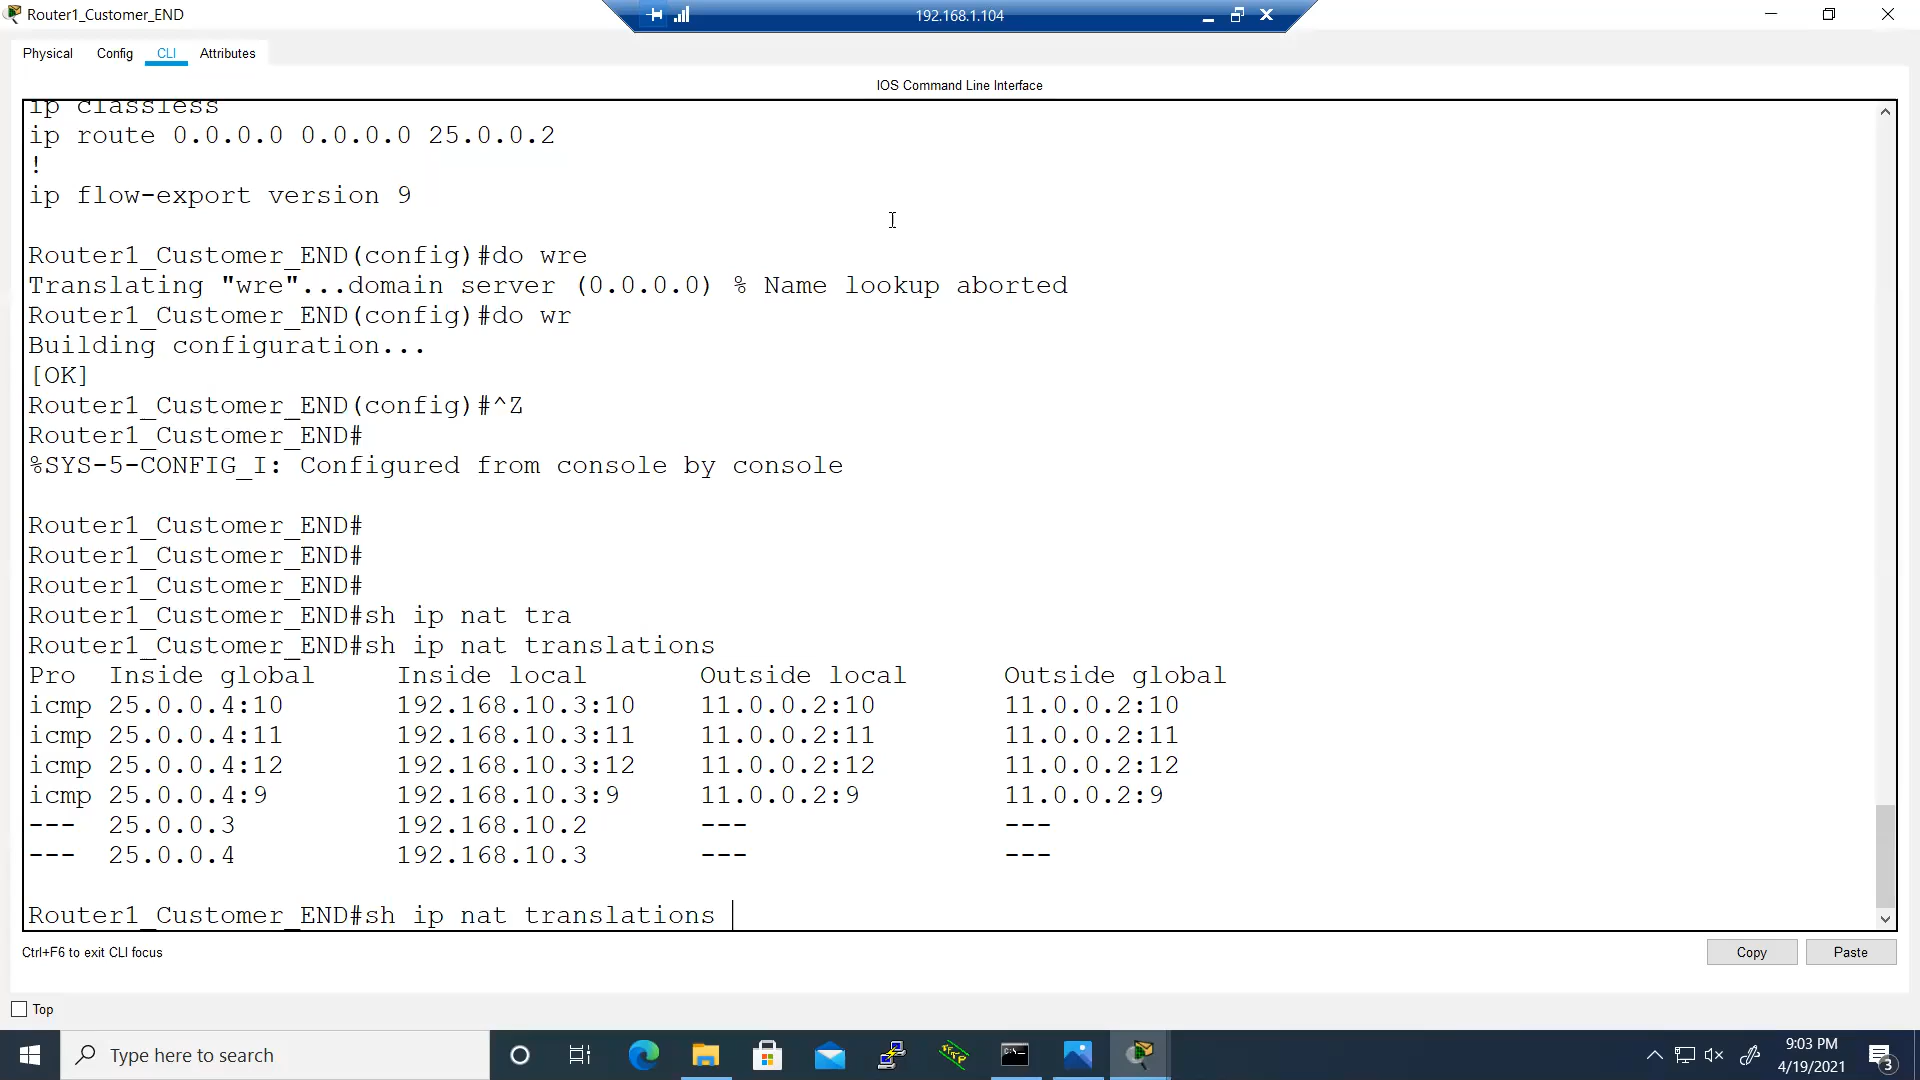 Router1_Customer_END
192.168.1.104
Physical Config CLI Attributes
IOS Command Line Interface
ip classless
ip route 0.0.0.0 0.0.0.0 25.0.0.2
!
ip flow-export version 9
Router1_Customer_END(config)#do wre
Translating "wre"...domain server (0.0.0.0) % Name lookup aborted
Router1_Customer_END(config)#do wr
Building configuration...
[OK]
Router1_Customer_END(config)#^Z
Router1_Customer_END#
%SYS-5-CONFIG_I: Configured from console by console
Router1_Customer_END#
Router1_Customer_END#
Router1_Customer_END#
Router1_Customer_END#sh ip nat tra
Router1_Customer_END#sh ip nat translations
Pro Inside global Inside local Outside local Outside global
icmp 25.0.0.4:10 192.168.10.3:10 11.0.0.2:10 11.0.0.2:10
icmp 25.0.0.4:11 192.168.10.3:11 11.0.0.2:11 11.0.0.2:11
icmp 25.0.0.4:12 192.168.10.3:12 11.0.0.2:12 11.0.0.2:12
icmp 25.0.0.4:9 192.168.10.3:9 11.0.0.2:9 11.0.0.2:9
--- 25.0.0.3 192.168.10.2 --- ---
--- 25.0.0.4 192.168.10.3 --- ---
Router1_Customer_END#sh ip nat translations
Ctrl+F6 to exit CLI focus
Copy Paste
Top
Type here to search
9:03 PM
4/19/2021
3